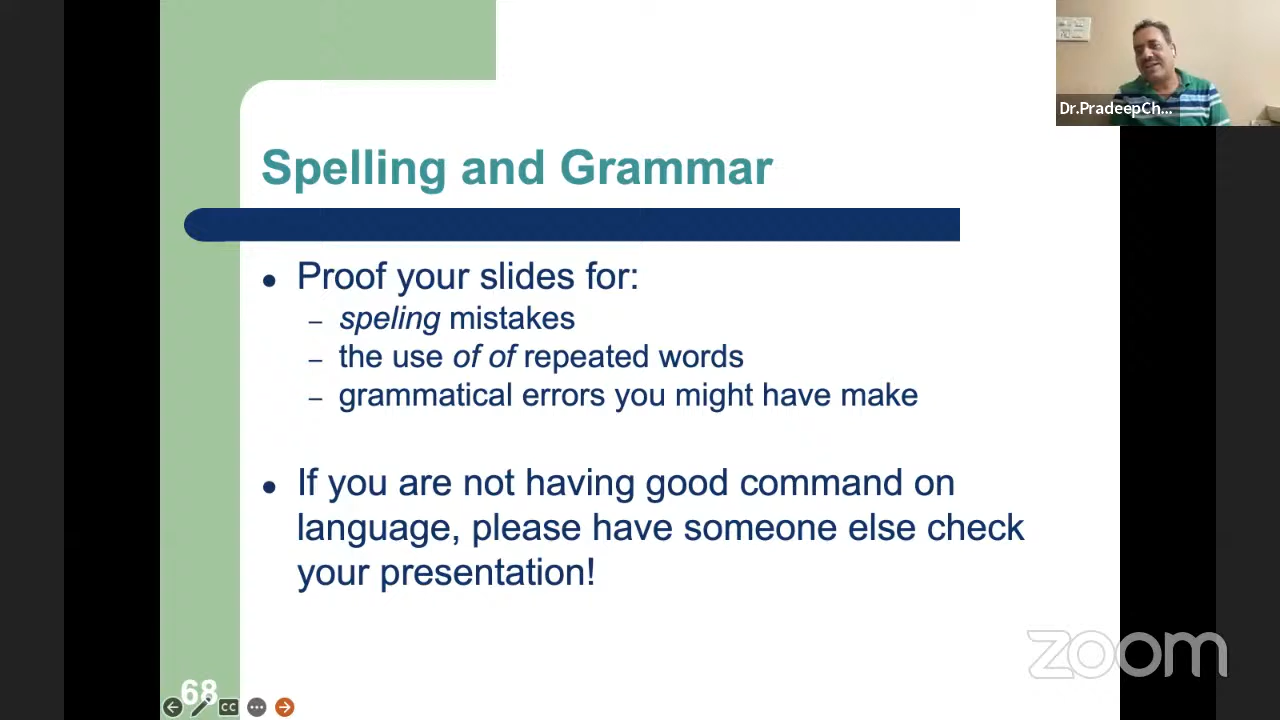 Dr.PradeepCh...
Spelling and Grammar
• Proof your slides for:
– speling mistakes
– the use of of repeated words
– grammatical errors you might have make
• If you are not having good command on
language, please have someone else check
your presentation!
zoom
68
CC